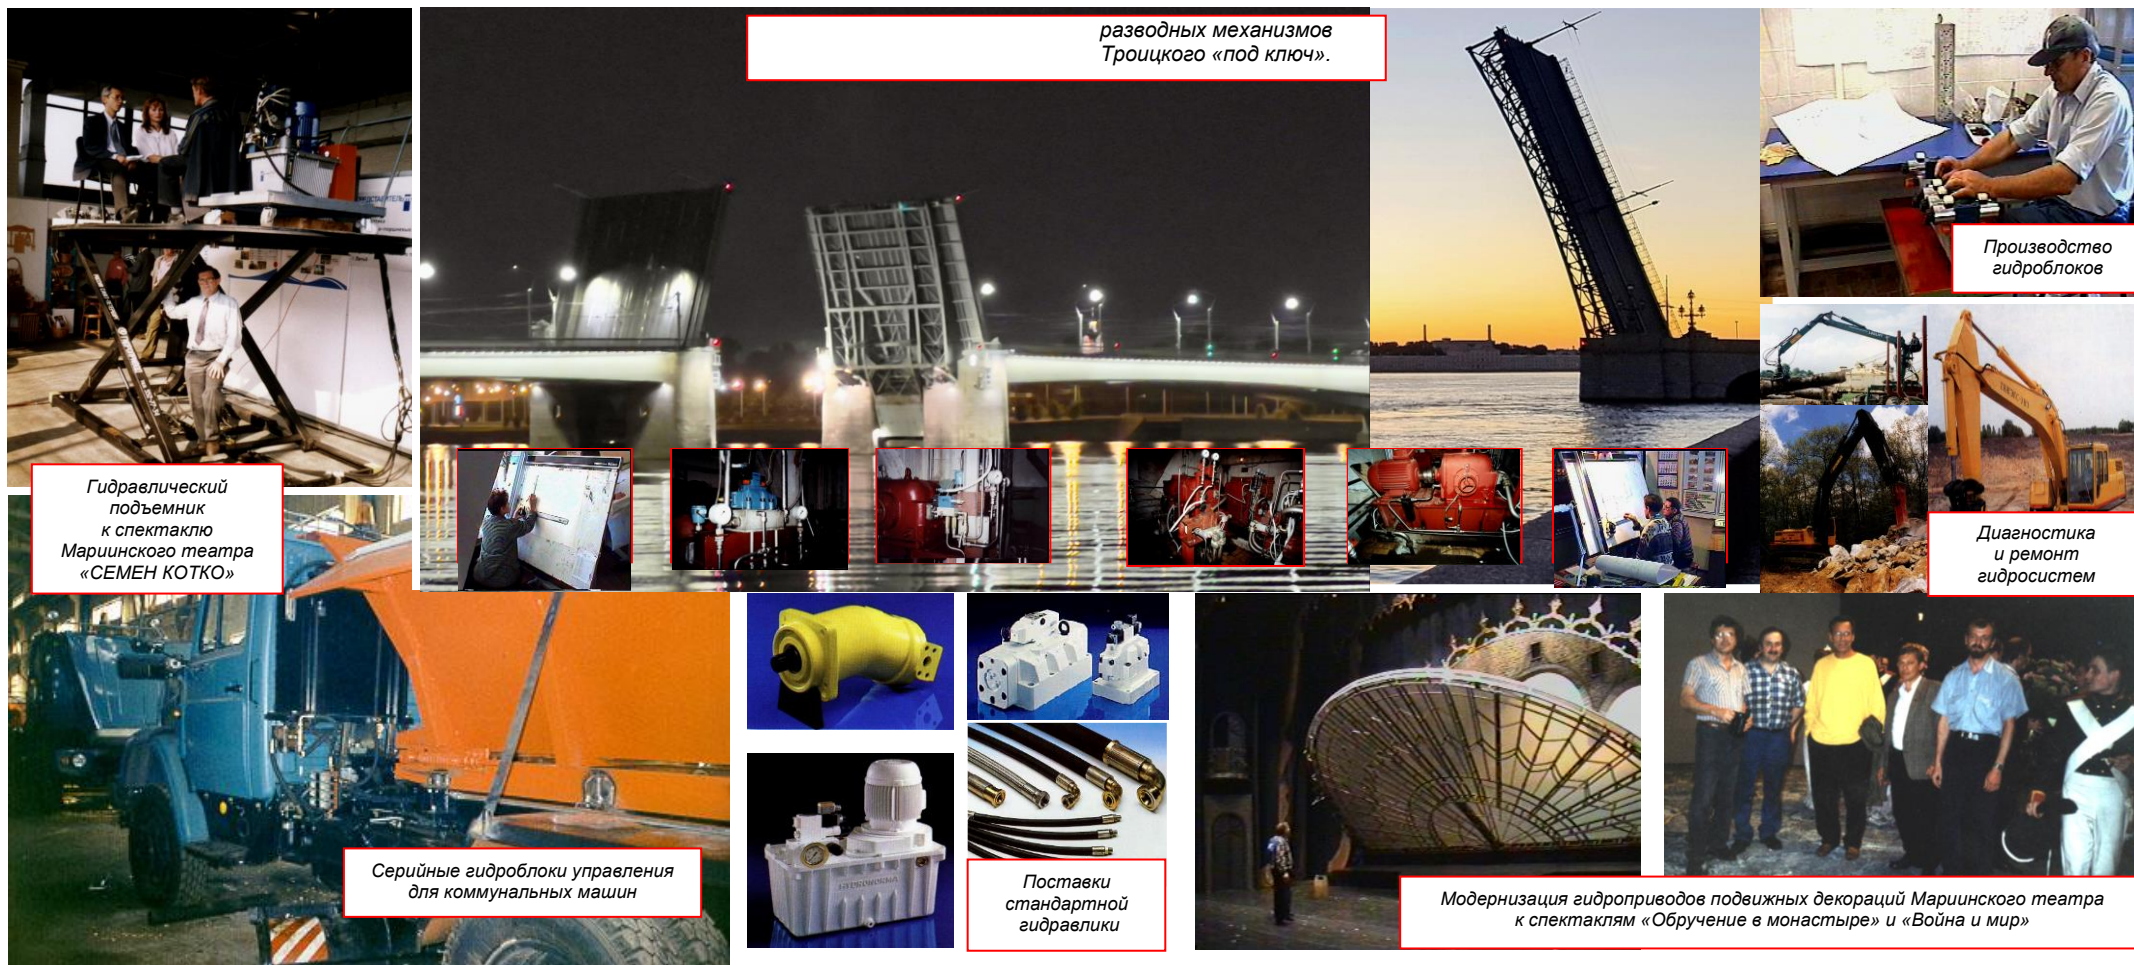 разводных механизмов
Троицкого «под ключ».
Производство
гидроблоков
Гидравлический
подъемник
к спектаклю
Мариинского театра
«СЕМЕН КОТКО»
Диагностика
и ремонт
гидросистем
Серийные гидроблоки управления
для коммунальных машин
Поставки
стандартной
гидравлики
Модернизация гидроприводов подвижных декораций Мариинского театра
к спектаклям «Обручение в монастыре» и «Война и мир»